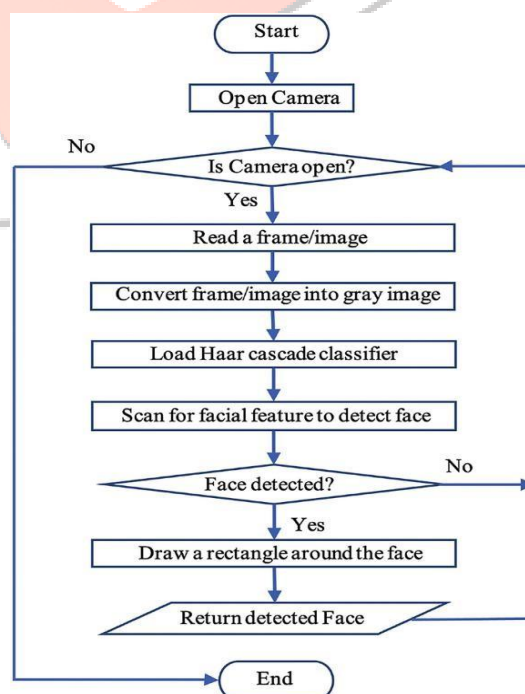 Start
Open Camera
No
Is Camera open?
Yes
Read a frame/image
Convert frame/image into gray image
Load Haar cascade classifier
Scan for facial feature to detect face
No
Face detected?
Yes
Draw a rectangle around the face
Return detected Face
End